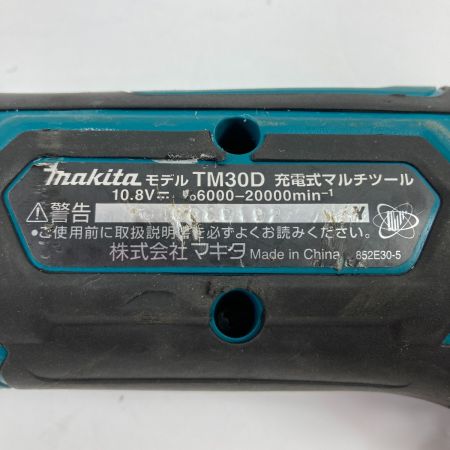 makita モデル TM30D 充電式マルチツール
10.8V⎓ n₀6000-20000min⁻¹
⚠警告 Y
●ご使用前に取扱説明書を必ずよくお読みください。
株式会社 マキタ Made in China 852E30-5